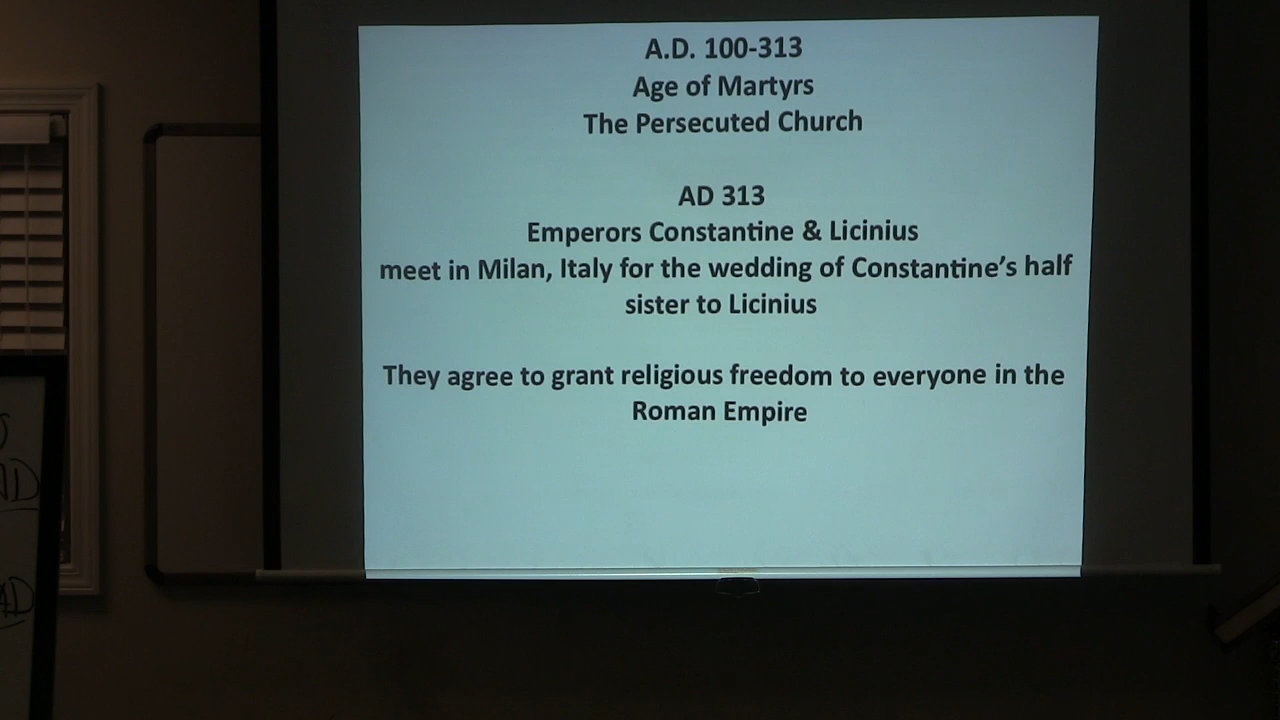 A.D. 100-313
Age of Martyrs
The Persecuted Church
AD 313
Emperors Constantine & Licinius
meet in Milan, Italy for the wedding of Constantine’s half
sister to Licinius
They agree to grant religious freedom to everyone in the
Roman Empire